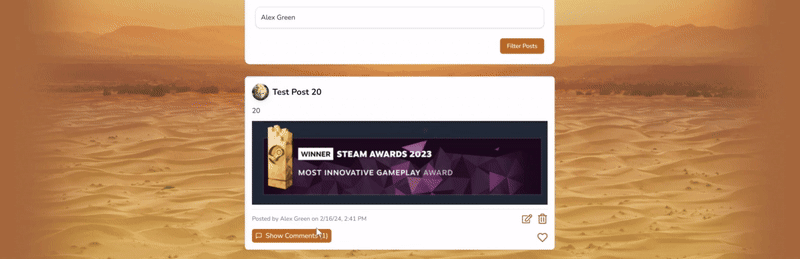 Alex Green
Filter Posts
Test Post 20
20
WINNER STEAM AWARDS 2023
MOST INNOVATIVE GAMEPLAY AWARD
Posted by Alex Green on 2/16/24, 2:41 PM
Show Comments (1)